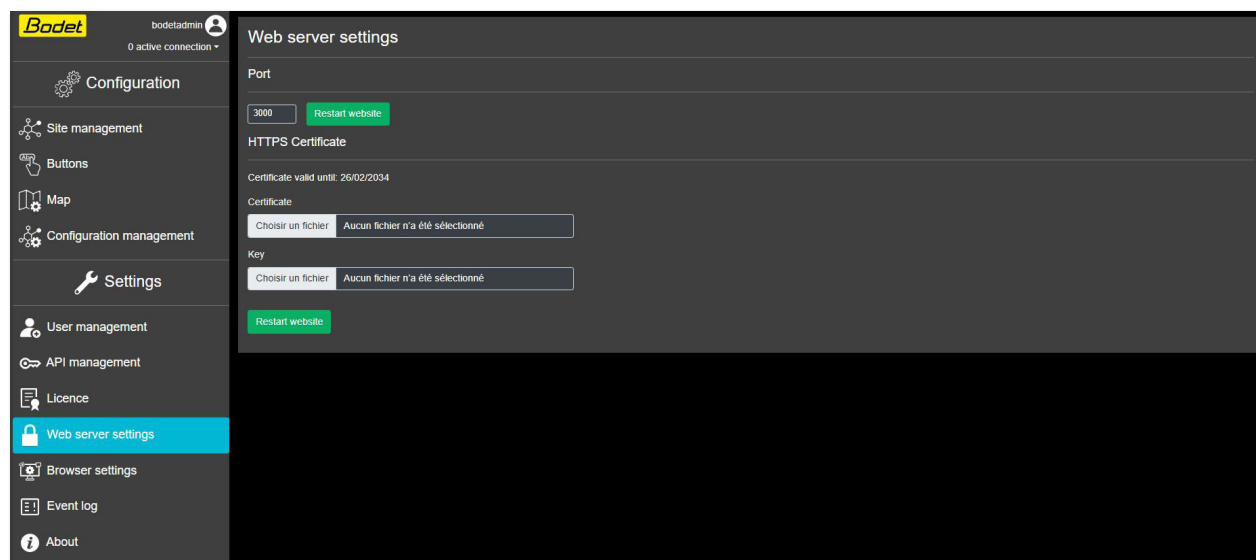 Bodet
bodetadmin
0 active connection
Configuration
Site management
Buttons
Map
Configuration management
Settings
User management
API management
Licence
Web server settings
Browser settings
Event log
About
Web server settings
Port
3000 Restart website
HTTPS Certificate
Certificate valid until: 26/02/2034
Certificate
Choisir un fichier Aucun fichier n'a été sélectionné
Key
Choisir un fichier Aucun fichier n'a été sélectionné
Restart website